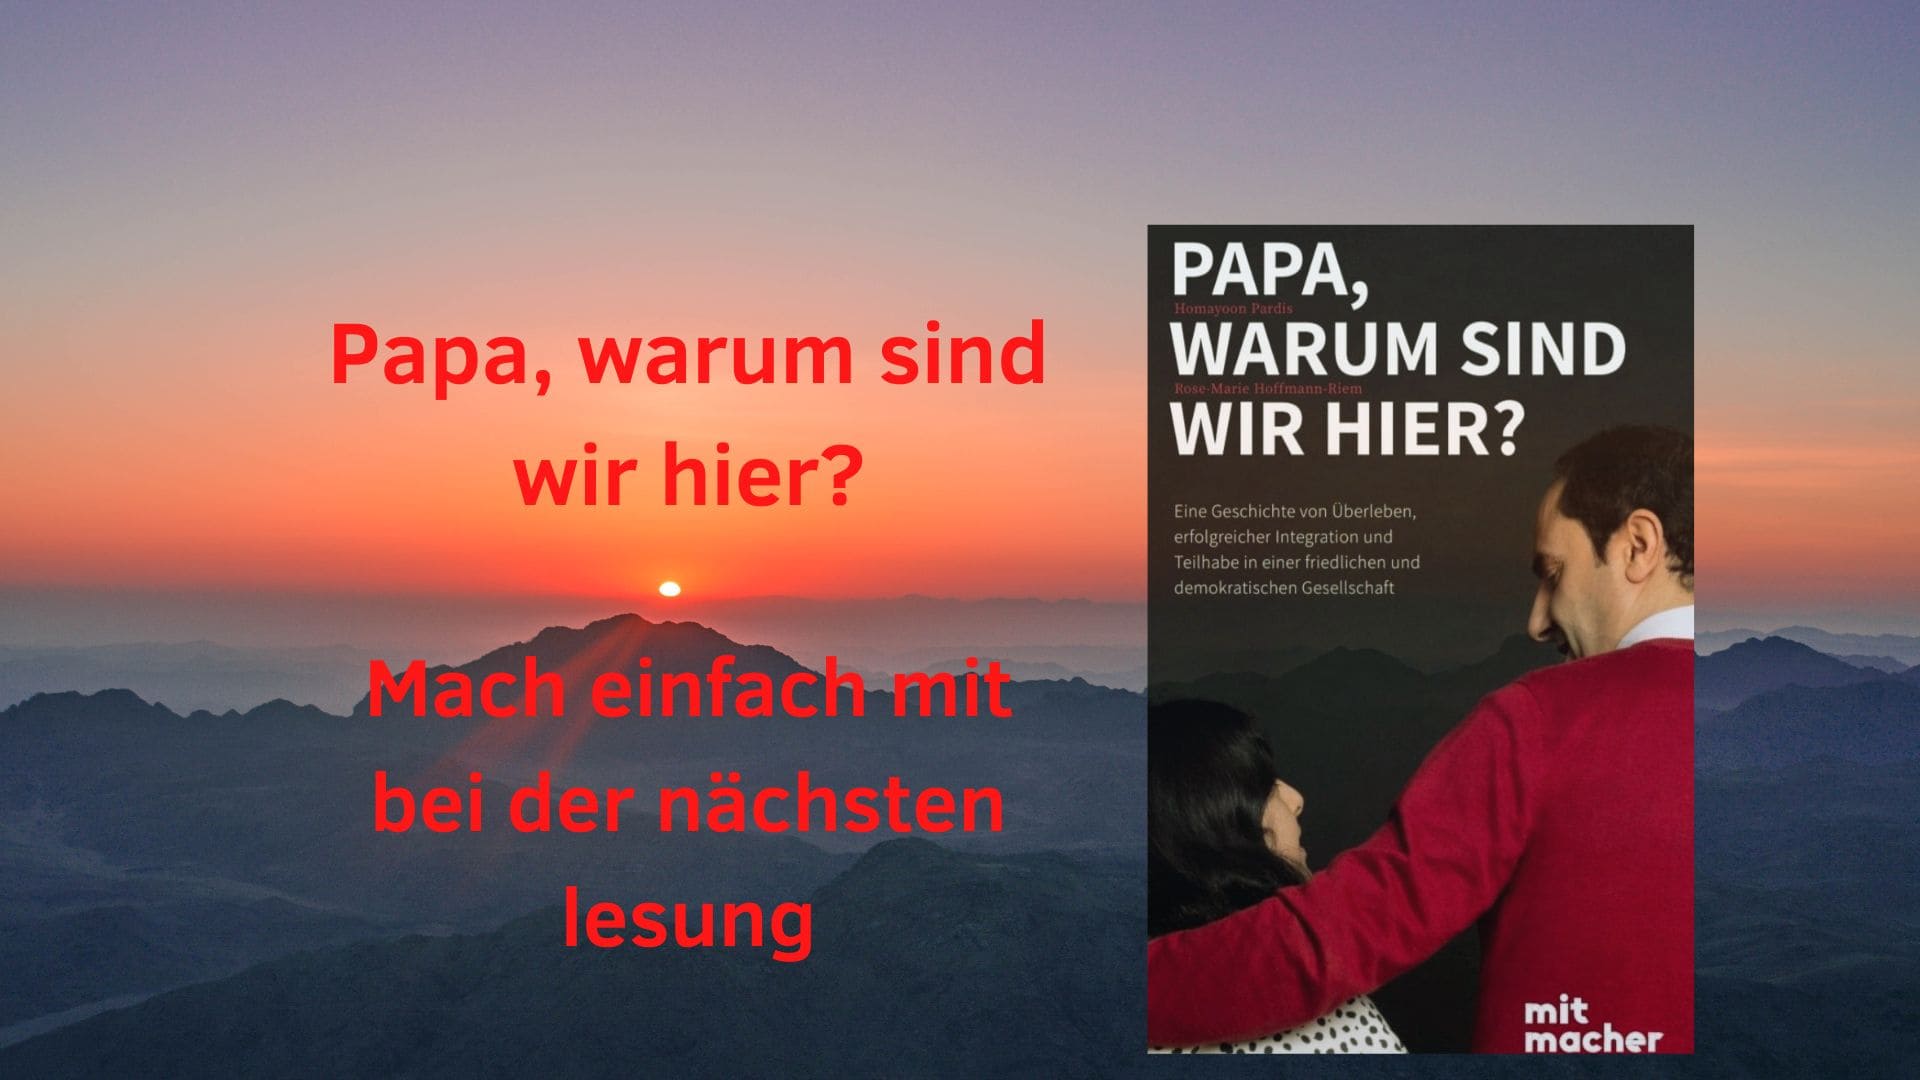 Papa, warum sind
wir hier?
Mach einfach mit
bei der nächsten
lesung
PAPA,
Homayoon Pardis
WARUM SIND
Rose-Marie Hoffmann-Riem
WIR HIER?
Eine Geschichte von Überleben,
erfolgreicher Integration und
Teilhabe in einer friedlichen und
demokratischen Gesellschaft
mit
macher